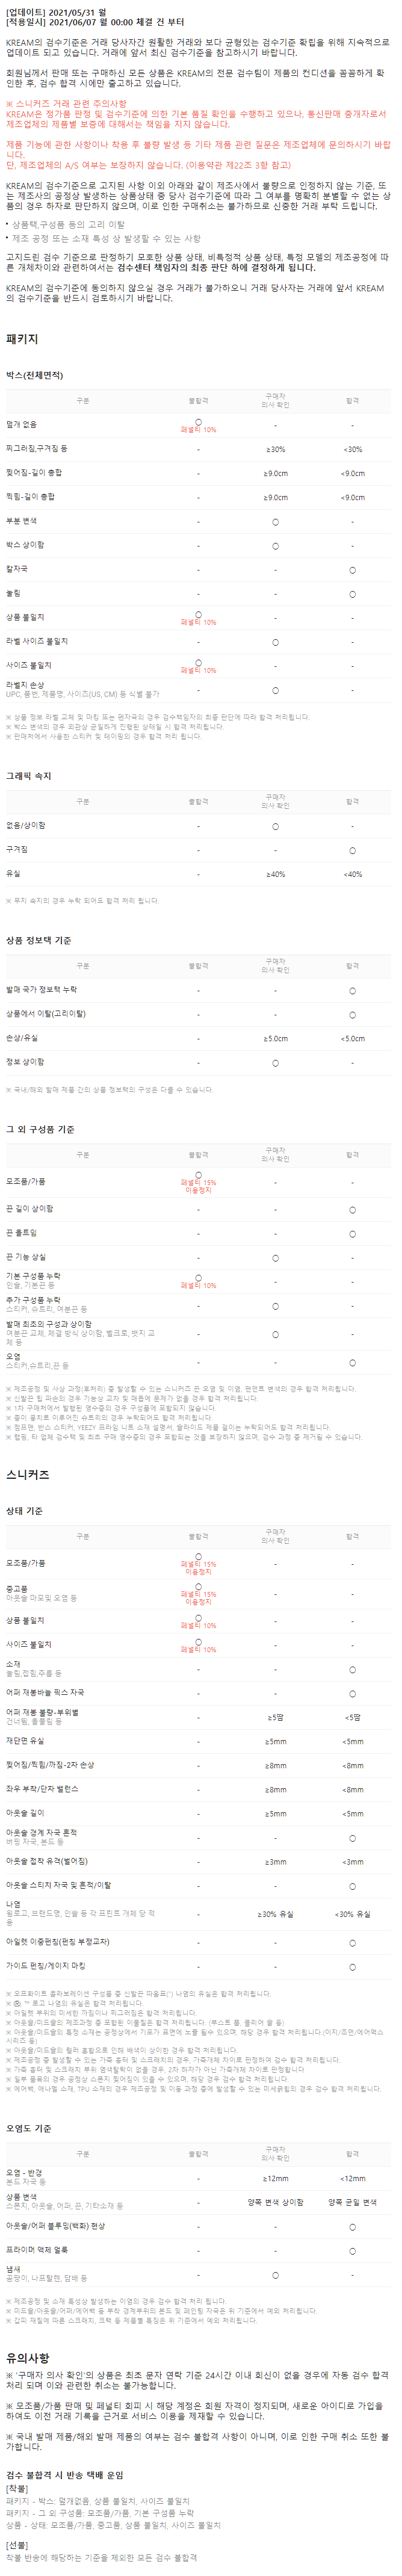 [업데이트] 2021/05/31 월
[적용일시] 2021/06/07 월 00:00 체결 건 부터
KREAM의 검수기준은 거래 당사자간 원활한 거래와 보다 균형있는 검수기준 확립을 위해 지속적으로
업데이트 되고 있습니다. 거래에 앞서 최신 검수기준을 참고하시기 바랍니다.
회원님께서 판매 또는 구매하신 모든 상품은 KREAM의 전문 검수팀이 제품의 컨디션을 꼼꼼하게 확
인한 후, 검수 합격 시에만 출고하고 있습니다.
※ 스니커즈 거래 관련 주의사항
KREAM은 정가품 판정 및 검수기준에 의한 기본 품질 확인을 수행하고 있으나, 통신판매 중개자로서
제조업체의 제품별 보증에 대해서는 책임을 지지 않습니다.
제품 기능에 관한 사항이나 착용 후 불량 발생 등 기타 제품 관련 질문은 제조업체에 문의하시기 바랍
니다.
단, 제조업체의 A/S 여부는 보장하지 않습니다. (이용약관 제22조 3항 참고)
KREAM의 검수기준으로 고지된 사항 이외 아래와 같이 제조사에서 불량으로 인정하지 않는 기준, 또
는 제조사의 공정상 발생하는 상품상태 중 당사 검수기준에 따라 그 여부를 명확히 분별할 수 없는 상
품의 경우 하자로 판단하지 않으며, 이로 인한 구매취소는 불가하므로 신중한 거래 부탁 드립니다.
• 상품택,구성품 등의 고리 이탈
• 제조 공정 또는 소재 특성 상 발생할 수 있는 사항
고지드린 검수 기준으로 판정하기 모호한 상품 상태, 비특정적 상품 상태, 특정 모델의 제조공정에 따
른 개체차이와 관련하여서는 검수센터 책임자의 최종 판단 하에 결정하게 됩니다.
KREAM의 검수기준에 동의하지 않으실 경우 거래가 불가하오니 거래 당사자는 거래에 앞서 KREAM
의 검수기준을 반드시 검토하시기 바랍니다.
패키지
박스(전체면적)
구분 불합격 구매자 의사 확인 합격
덮개 없음 ○ 페널티 10% - -
찌그러짐,구겨짐 등 - ≥30% <30%
찢어짐-길이 총합 - ≥9.0cm <9.0cm
찍힘-길이 총합 - ≥9.0cm <9.0cm
부분 변색 - ○ -
박스 상이함 - ○ -
칼자국 - - ○
눌림 - - ○
상품 불일치 ○ 페널티 10% - -
라벨 사이즈 불일치 - ○ -
사이즈 불일치 ○ 페널티 10% - -
라벨지 손상 - ○ -
UPC, 품번, 제품명, 사이즈(US, CM) 등 식별 불가
※ 상품 정보 라벨 교체 및 마킹 또는 펜자국의 경우 검수책임자의 최종 판단에 따라 합격 처리됩니다.
※ 박스 변색의 경우 외관상 균일하게 진행된 상태일 시 합격 처리됩니다.
※ 판매처에서 사용한 스티커 및 테이핑의 경우 합격 처리 됩니다.
그래픽 속지
구분 불합격 구매자 의사 확인 합격
없음/상이함 - ○ -
구겨짐 - - ○
유실 - ≥40% <40%
※ 무지 속지의 경우 누락 되어도 합격 처리 됩니다.
상품 정보택 기준
구분 불합격 구매자 의사 확인 합격
발매 국가 정보택 누락 - - ○
상품에서 이탈(고리이탈) - - ○
손상/유실 - ≥5.0cm <5.0cm
정보 상이함 - ○ -
※ 국내/해외 발매 제품 간의 상품 정보택의 구성은 다를 수 있습니다.
그 외 구성품 기준
구분 불합격 구매자 의사 확인 합격
모조품/가품 ○ 페널티 15% 이용정지 - -
끈 길이 상이함 - - ○
끈 올트임 - - ○
끈 기능 상실 - ○ -
기본 구성품 누락 ○ 페널티 10% - -
인솔, 기본끈 등
추가 구성품 누락 - ○ -
스티커, 슈트리, 여분끈 등
발매 최초의 구성과 상이함 - ○ -
여분끈 교체, 체결 방식 상이함, 벨크로, 뱃지 교
체 등
오염 - - ○
스티커,슈트리,끈 등
※ 제조공정 및 사상 과정(후처리) 중 발생할 수 있는 스니커즈 끈 오염 및 이염, 펀먼트 변색의 경우 합격 처리됩니다.
※ 신발끈 팁 파손의 경우 기능상 교차 및 매듭에 문제가 없을 경우 합격 처리됩니다.
※ 1차 구매처에서 발행된 영수증의 경우 구성품에 포함되지 않습니다.
※ 종이 뭉치로 이루어진 슈트리의 경우 누락되어도 합격 처리됩니다.
※ 점프맨, 반스 스티커, YEEZY 프라임 니트 소재 설명서, 슬라이드 제품 걸이는 누락되어도 합격 처리됩니다.
※ 켑핑, 타 업체 검수택 및 최초 구매 영수증의 경우 포함되는 것을 보장하지 않으며, 검수 과정 중 제거될 수 있습니다.
스니커즈
상태 기준
구분 불합격 구매자 의사 확인 합격
모조품/가품 ○ 페널티 15% 이용정지 - -
중고품 ○ 페널티 15% 이용정지 - -
아웃솔 마모및 오염 등
상품 불일치 ○ 페널티 10% - -
사이즈 불일치 ○ 페널티 10% - -
소재 - - ○
눌림,접힘,주름 등
어퍼 재봉바늘 픽스 자국 - - ○
어퍼 재봉 불량-부위별 - ≥5땀 <5땀
건너뜀, 올풀림 등
재단면 유실 - ≥5mm <5mm
찢어짐/찍힘/까짐-2차 손상 - ≥8mm <8mm
좌우 부착/단차 밸런스 - ≥8mm <8mm
아웃솔 길이 - ≥5mm <5mm
아웃솔 경계 자국 흔적 - - ○
버핑 자국, 본드 등
아웃솔 접착 유격(벌어짐) - ≥3mm <3mm
아웃솔 스티치 자국 및 흔적/이탈 - - ○
나염 - ≥30% 유실 <30% 유실
윙로고, 브랜드명, 인솔 등 각 프린트 개체 당 적
용
아일렛 이중펀칭(펀칭 부정교차) - - ○
가이드 펀칭/게이지 마킹 - - ○
※ 오프화이트 콜라보레이션 구성품 중 신발끈 따옴표(") 나염의 유실은 합격 처리됩니다.
※ ®, ™ 로고 나염의 유실은 합격 처리됩니다.
※ 아일렛 부위의 미세한 까짐이나 찌그러짐은 합격 처리됩니다.
※ 아웃솔/미드솔의 제조과정 중 포함된 이물질은 합격 처리됩니다. (부스트 폼, 클리어 솔 등)
※ 아웃솔/미드솔의 특정 소재는 공정상에서 기포가 표면에 노출 될수 있으며, 해당 경우 합격 처리됩니다.(이지/조던/에어맥스
시리즈 등)
※ 아웃솔/미드솔의 컬러 혼합으로 인해 배색이 상이한 경우 합격 처리됩니다.
※ 제조공정 중 발생할 수 있는 가죽 흉터 및 스크래치의 경우, 가죽개체 차이로 판정하여 검수 합격 처리됩니다.
※ 가죽 흉터 및 스크래치 부위 염색탈락이 없을 경우, 2차 하자가 아닌 가죽개체 차이로 판정합니다.
※ 일부 품목의 경우 공정상 스폰지 찢어짐이 있을 수 있으며, 해당 경우 검수 합격 처리됩니다.
※ 에어백, 애나멜 소재, TPU 소재의 경우 제조공정 및 이동 과정 중에 발생할 수 있는 미세긁힘의 경우 검수 합격 처리됩니다.
오염도 기준
구분 불합격 구매자 의사 확인 합격
오염 - 반경 - ≥12mm <12mm
본드 자국 등
상품 변색 - 양쪽 변색 상이함 양쪽 균일 변색
스폰지, 아웃솔, 어퍼, 끈, 기타소재 등
아웃솔/어퍼 블루밍(백화) 현상 - - ○
프라이머 액체 얼룩 - - ○
냄새 - ○ -
곰팡이, 나프탈렌, 담배 등
※ 제조공정 및 소재 특성상 발생하는 이염의 경우 검수 합격 처리 됩니다.
※ 미드솔/아웃솔/어퍼/에어백 등 부착 경계부위의 본드 및 페인팅 자국은 위 기준에서 예외 처리됩니다.
※ 갑피 재질에 따른 스크래치, 크랙 등 제품별 특징은 위 기준에서 예외 처리됩니다.
유의사항
※ '구매자 의사 확인'의 상품은 최초 문자 연락 기준 24시간 이내 회신이 없을 경우에 자동 검수 합격
처리 되며 이와 관련한 취소는 불가능합니다.
※ 모조품/가품 판매 및 페널티 회피 시 해당 계정은 회원 자격이 정지되며, 새로운 아이디로 가입을
하여도 이전 거래 기록을 근거로 서비스 이용을 제재할 수 있습니다.
※ 국내 발매 제품/해외 발매 제품의 여부는 검수 불합격 사항이 아니며, 이로 인한 구매 취소 또한 불
가합니다.
검수 불합격 시 반송 택배 운임
[착불]
패키지 - 박스: 덮개없음, 상품 불일치, 사이즈 불일치
패키지 - 그 외 구성품: 모조품/가품, 기본 구성품 누락
상품 - 상태: 모조품/가품, 중고품, 상품 불일치, 사이즈 불일치
[선불]
착불 반송에 해당하는 기준을 제외한 모든 검수 불합격